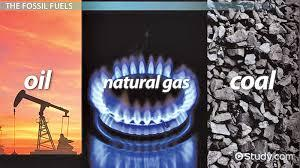 THE FOSSIL FUELS
oil
natural gas
coal
Study.com